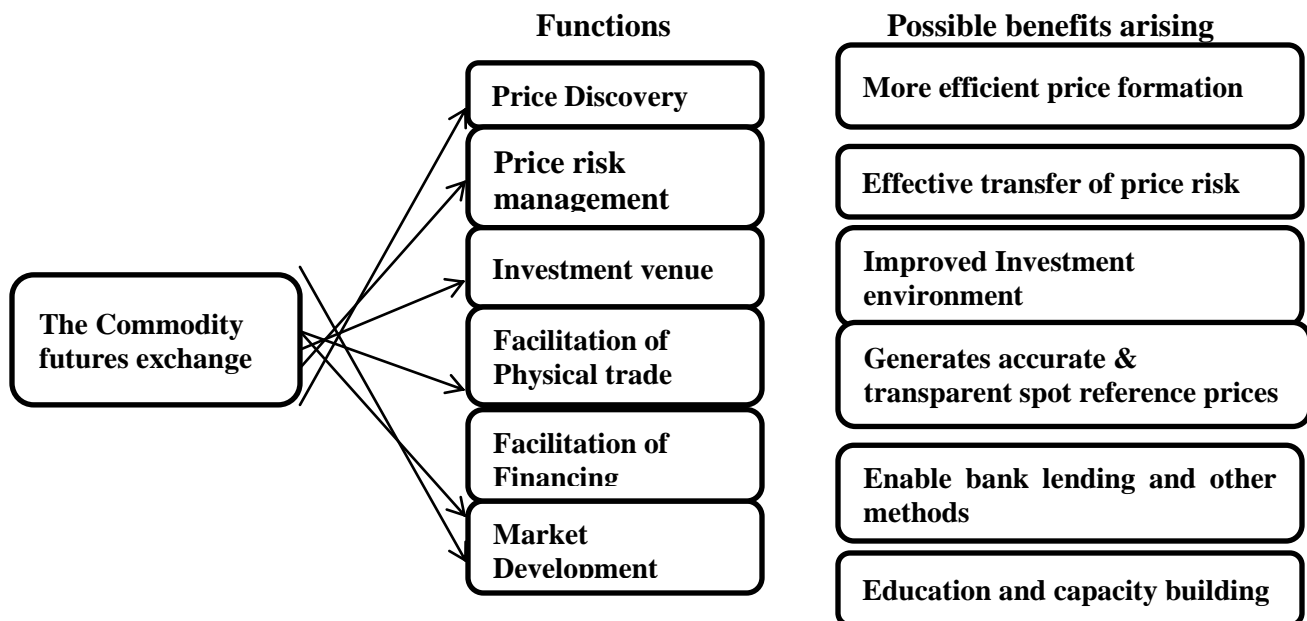 Functions
Possible benefits arising
Price Discovery
More efficient price formation
Price risk
management
Effective transfer of price risk
Investment venue
Improved Investment
environment
The Commodity
futures exchange
Facilitation of
Physical trade
Generates accurate &
transparent spot reference prices
Facilitation of
Financing
Enable bank lending and other
methods
Market
Development
Education and capacity building